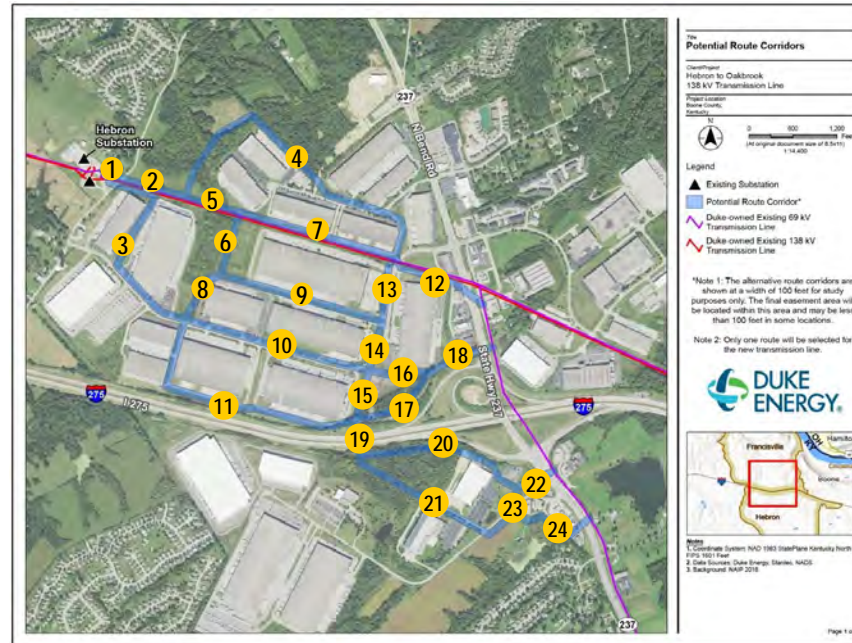 Hebron
Substation
1
2
3
4
5
6
7
8
9
10
11
12
13
14
15
16
17
18
19
20
21
22
23
24
237
N Bend Rd
State Hwy 237
275
I-275
275
237
Title
Potential Route Corridors
Client/Project
Hebron to Oakbrook
138 kV Transmission Line
Project Location
Boone County,
Kentucky
N
0 600 1,200
Feet
(At original document size of 8.5x11)
1:14,400
Legend
Existing Substation
Potential Route Corridor*
Duke-owned Existing 69 kV
Transmission Line
Duke-owned Existing 138 kV
Transmission Line
*Note 1: The alternative route corridors are
shown at a width of 100 feet for study
purposes only. The final easement area will
be located within this area and may be less
than 100 feet in some locations.
Note 2: Only one route will be selected for
the new transmission line.
DUKE
ENERGY®
Francisville
OH
KY
Hebron
Notes
1. Coordinate System: NAD 1983 StatePlane Kentucky North
FIPS 1601 Feet
2. Data Sources: Duke Energy, Stantec, NADS
3. Background: NAIP 2018